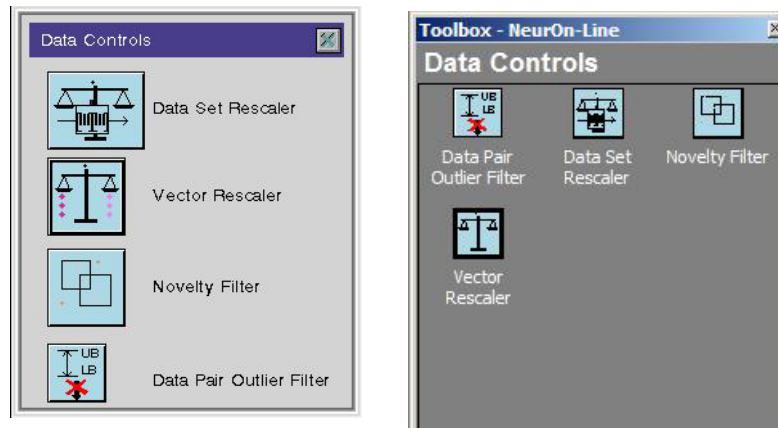 Data Controls
Data Set Rescaler
Vector Rescaler
Novelty Filter
UB
LB
Data Pair Outlier Filter
Toolbox - NeurOn-Line
Data Controls
UB
LB
Data Pair
Outlier Filter
Data Set
Rescaler
Novelty Filter
Vector
Rescaler